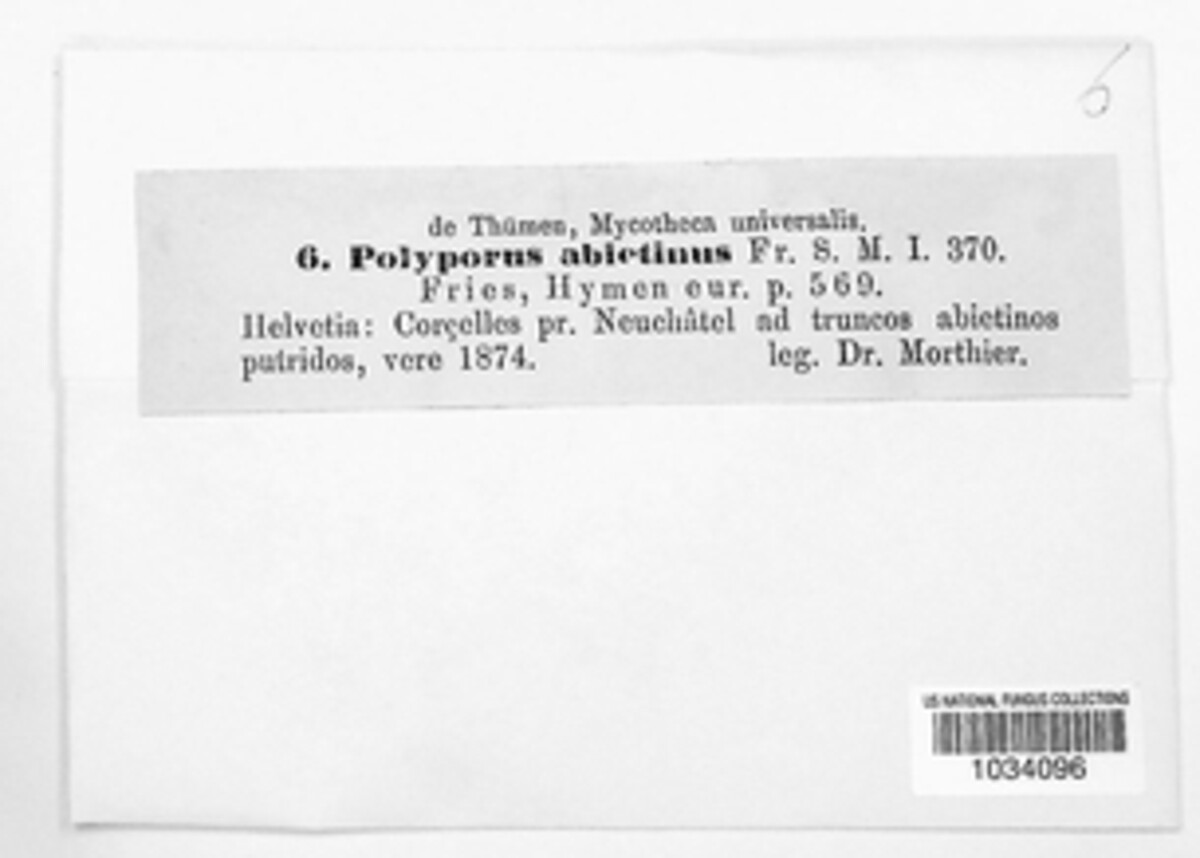 6
de Thümen, Mycotheca universalis.
6. Polyporus abietinus Fr. S. M. I. 370.
Fries, Hymen eur. p. 569.
Helvetia: Corçelles pr. Neuchâtel ad truncos abietinos
putridos, vere 1874. leg. Dr. Morthier.
US NATIONAL FUNGUS COLLECTIONS
1034096